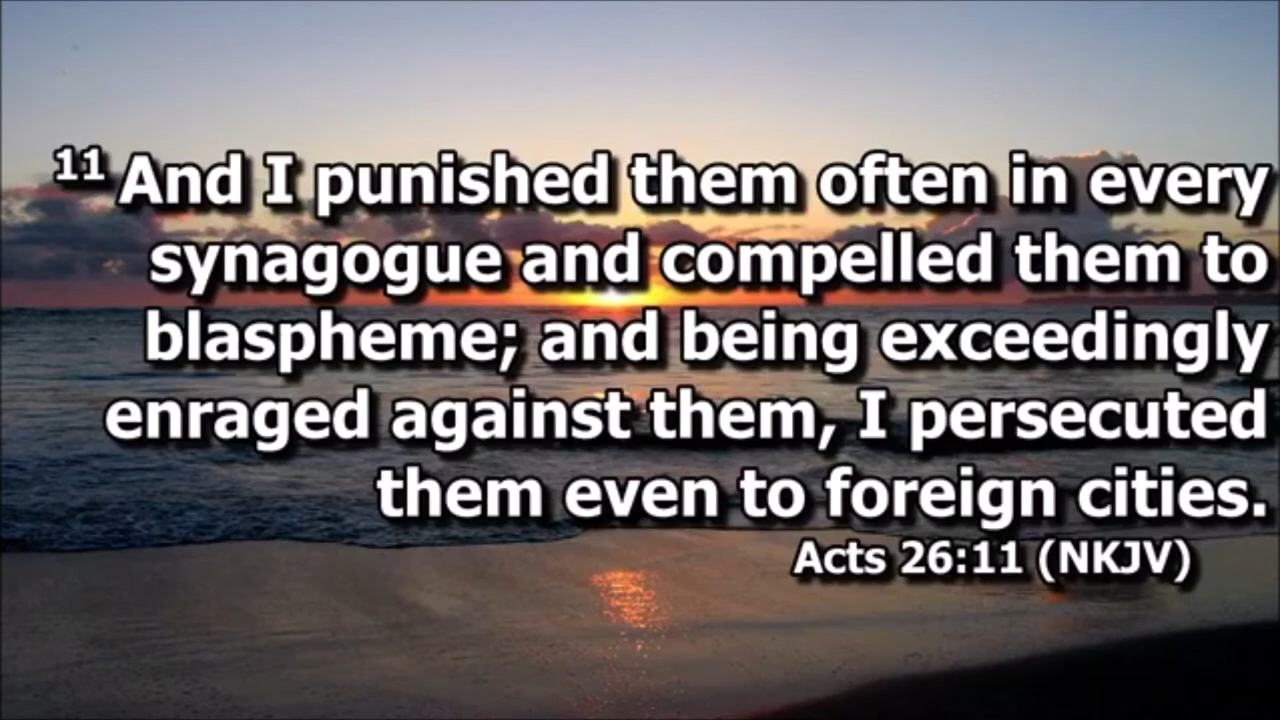 11 And I punished them often in every
synagogue and compelled them to
blaspheme; and being exceedingly
enraged against them, I persecuted
them even to foreign cities.
Acts 26:11 (NKJV)